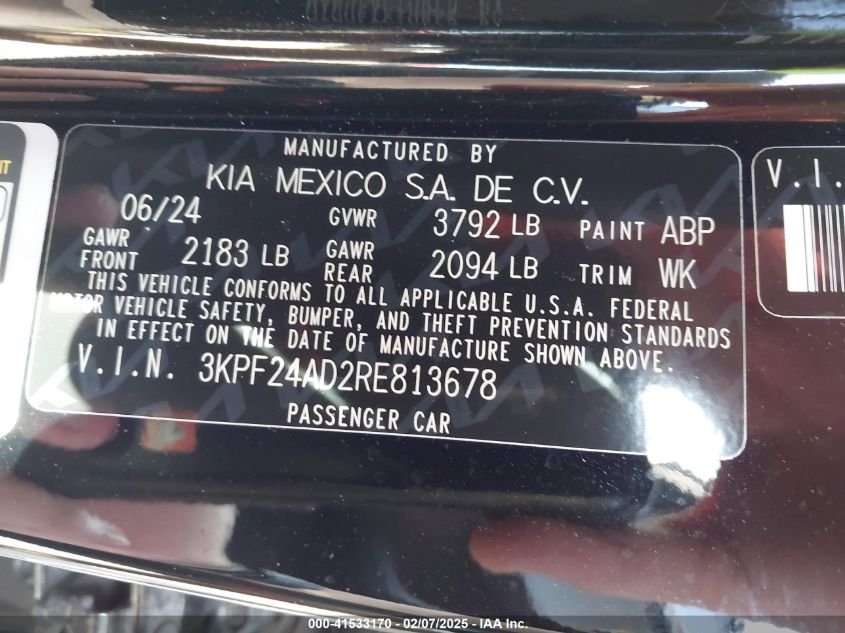 MANUFACTURED BY
KIA MEXICO S.A. DE C.V.
06/24 GVWR 3792 LB PAINT ABP
GAWR FRONT 2183 LB GAWR REAR 2094 LB TRIM WK
THIS VEHICLE CONFORMS TO ALL APPLICABLE U.S.A. FEDERAL
MOTOR VEHICLE SAFETY, BUMPER, AND THEFT PREVENTION STANDARDS
IN EFFECT ON THE DATE OF MANUFACTURE SHOWN ABOVE.
V.I.N. 3KPF24AD2RE813678
PASSENGER CAR
V.I.
000-41533170 - 02/07/2025 - IAA Inc.